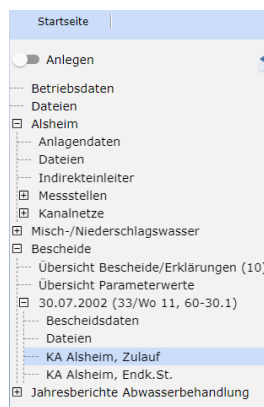 Startseite
Anlegen
Betriebsdaten
Dateien
Alsheim
Anlagendaten
Dateien
Indirekteinleiter
Messstellen
Kanalnetze
Misch-/Niederschlagswasser
Bescheide
Übersicht Bescheide/Erklärungen (10)
Übersicht Parameterwerte
30.07.2002 (33/Wo 11, 60-30.1)
Bescheidsdaten
Dateien
KA Alsheim, Zulauf
KA Alsheim, Endk.St.
Jahresberichte Abwasserbehandlung